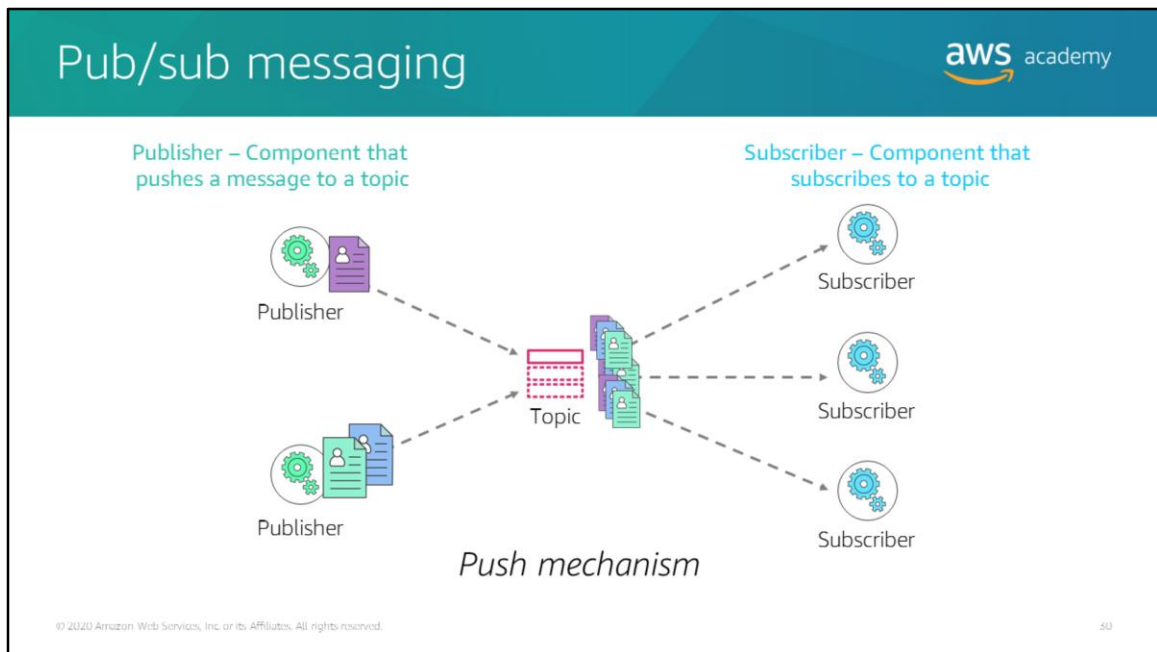 Pub/sub messaging
aws academy
Publisher – Component that
pushes a message to a topic
Subscriber – Component that
subscribes to a topic
Publisher
Subscriber
Topic
Subscriber
Publisher
Subscriber
Push mechanism
© 2020 Amazon Web Services, Inc. or its Affiliates. All rights reserved.
30